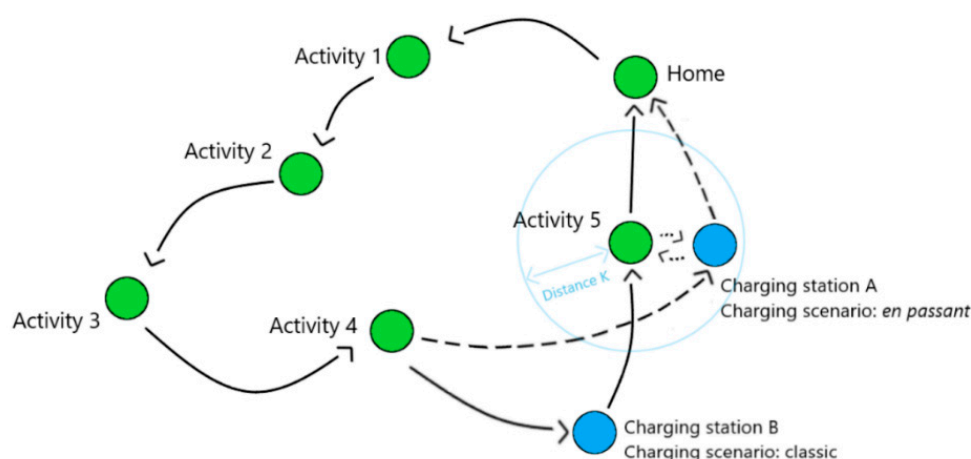 Activity 1
Home
Activity 2
Activity 5
Distance K
Charging station A
Charging scenario: en passant
Activity 3
Activity 4
Charging station B
Charging scenario: classic